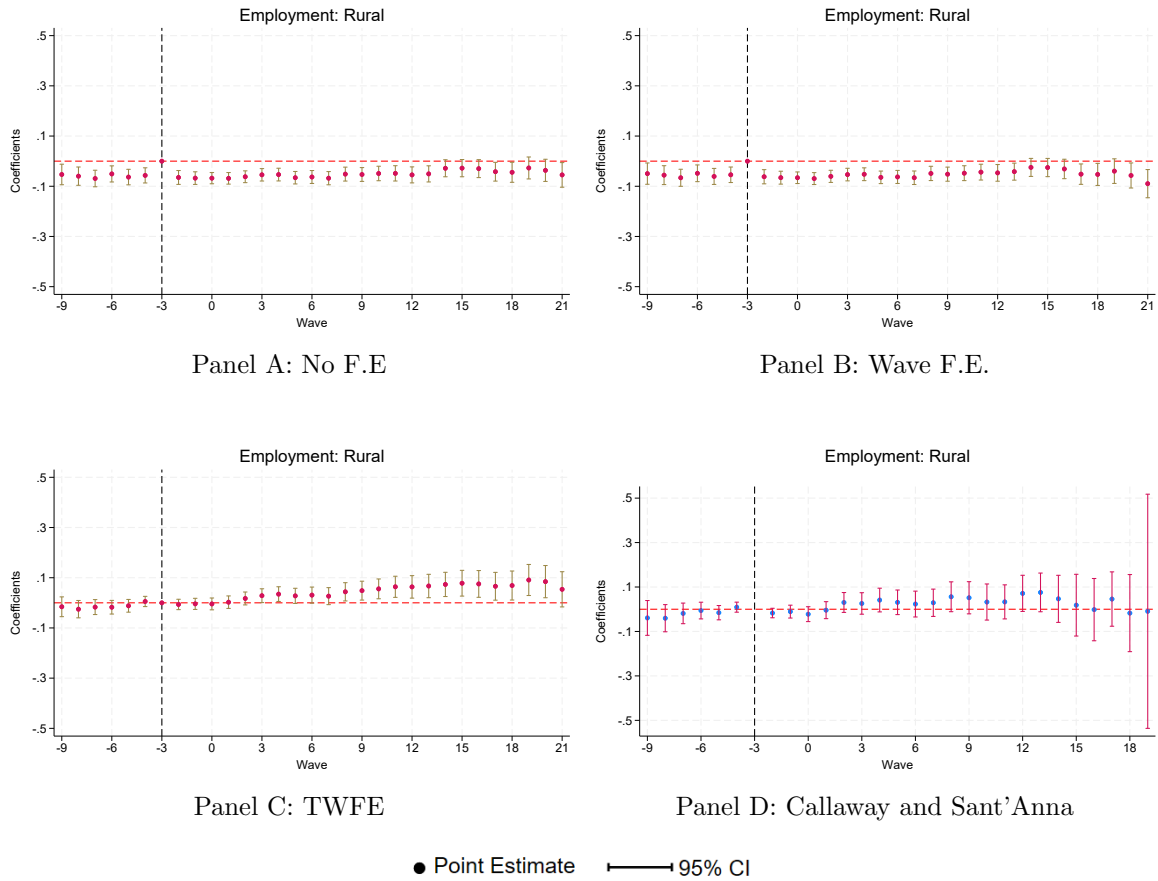 Employment: Rural
.5
.3
.1
-.1
-.3
-.5
Coefficients
-9 -6 -3 0 3 6 9 12 15 18 21
Wave
Panel A: No F.E
Employment: Rural
.5
.3
.1
-.1
-.3
-.5
Coefficients
-9 -6 -3 0 3 6 9 12 15 18 21
Wave
Panel B: Wave F.E.
Employment: Rural
.5
.3
.1
-.1
-.3
-.5
Coefficients
-9 -6 -3 0 3 6 9 12 15 18 21
Wave
Panel C: TWFE
Employment: Rural
.5
.3
.1
-.1
-.3
-.5
Coefficients
-9 -6 -3 0 3 6 9 12 15 18
Wave
Panel D: Callaway and Sant'Anna
Point Estimate 95% CI